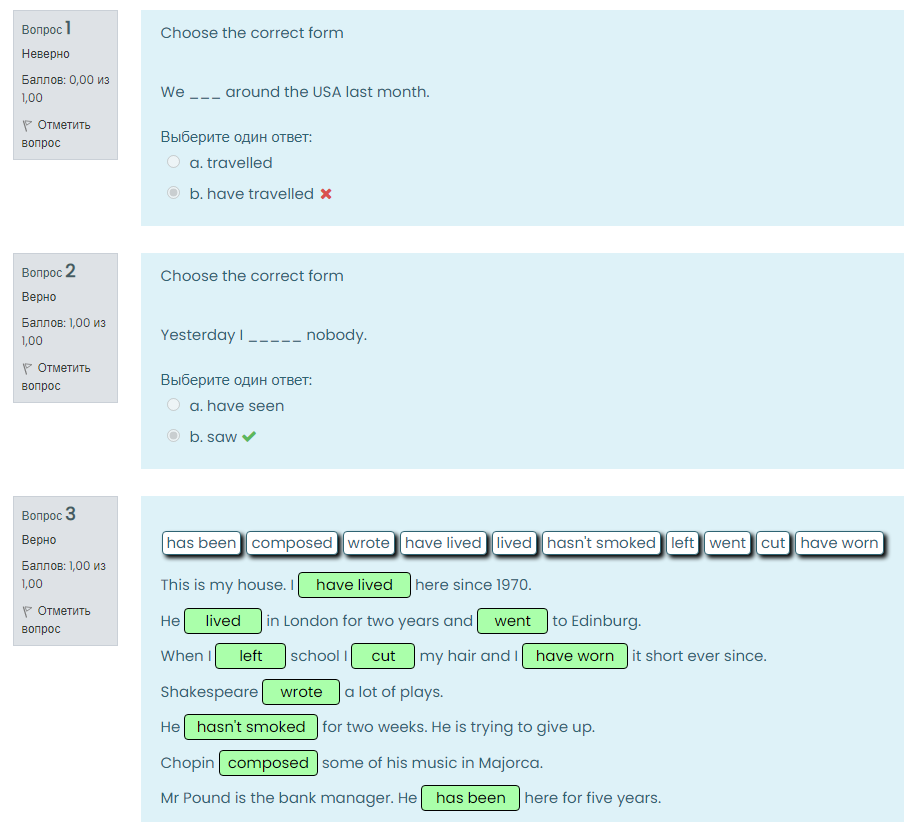 Вопрос 1
Неверно
Баллов: 0,00 из
1,00
Отметить
вопрос
Choose the correct form
We ___ around the USA last month.
Выберите один ответ:
a. travelled
b. have travelled
Вопрос 2
Верно
Баллов: 1,00 из
1,00
Отметить
вопрос
Choose the correct form
Yesterday I _____ nobody.
Выберите один ответ:
a. have seen
b. saw
Вопрос 3
Верно
Баллов: 1,00 из
1,00
Отметить
вопрос
has been composed wrote have lived lived hasn't smoked left went cut have worn
This is my house. I have lived here since 1970.
He lived in London for two years and went to Edinburg.
When I left school I cut my hair and I have worn it short ever since.
Shakespeare wrote a lot of plays.
He hasn't smoked for two weeks. He is trying to give up.
Chopin composed some of his music in Majorca.
Mr Pound is the bank manager. He has been here for five years.